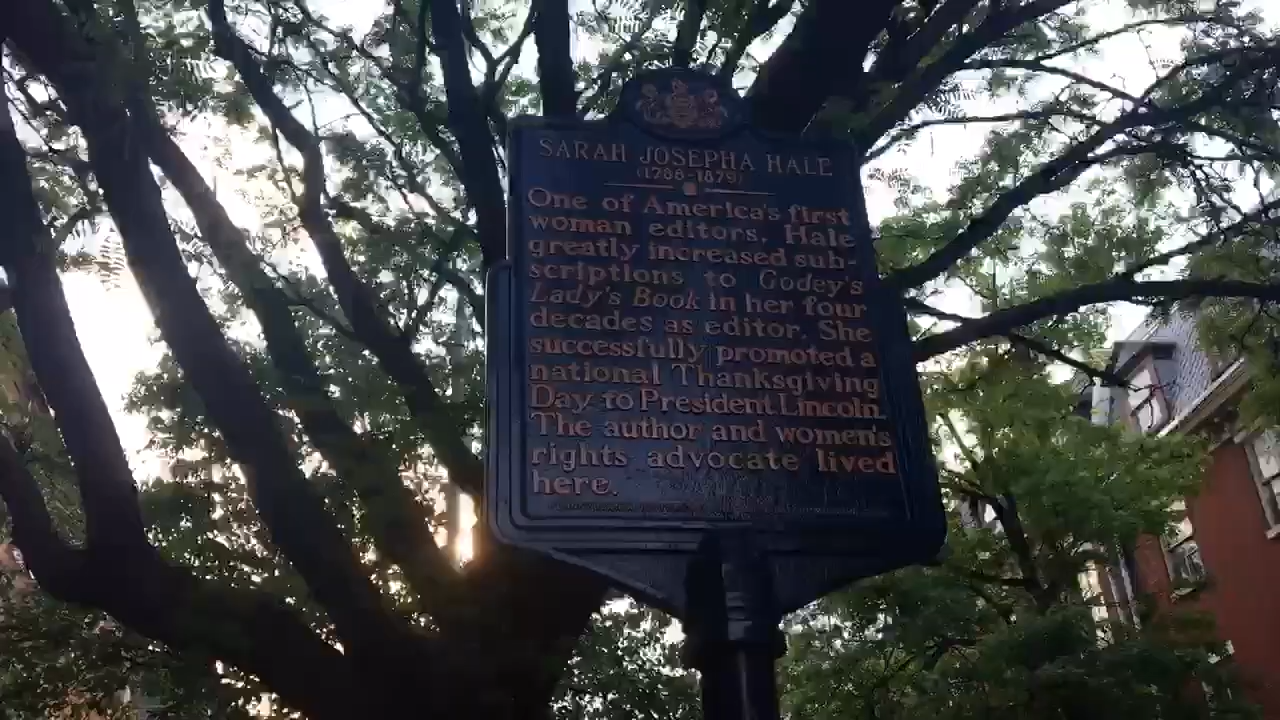 SARAH JOSEPHA HALE
(1788-1879)
One of America's first
woman editors, Hale
greatly increased sub-
scriptions to Godey's
Lady's Book in her four
decades as editor. She
successfully promoted a
national Thanksgiving
Day to President Lincoln.
The author and women's
rights advocate lived
here.